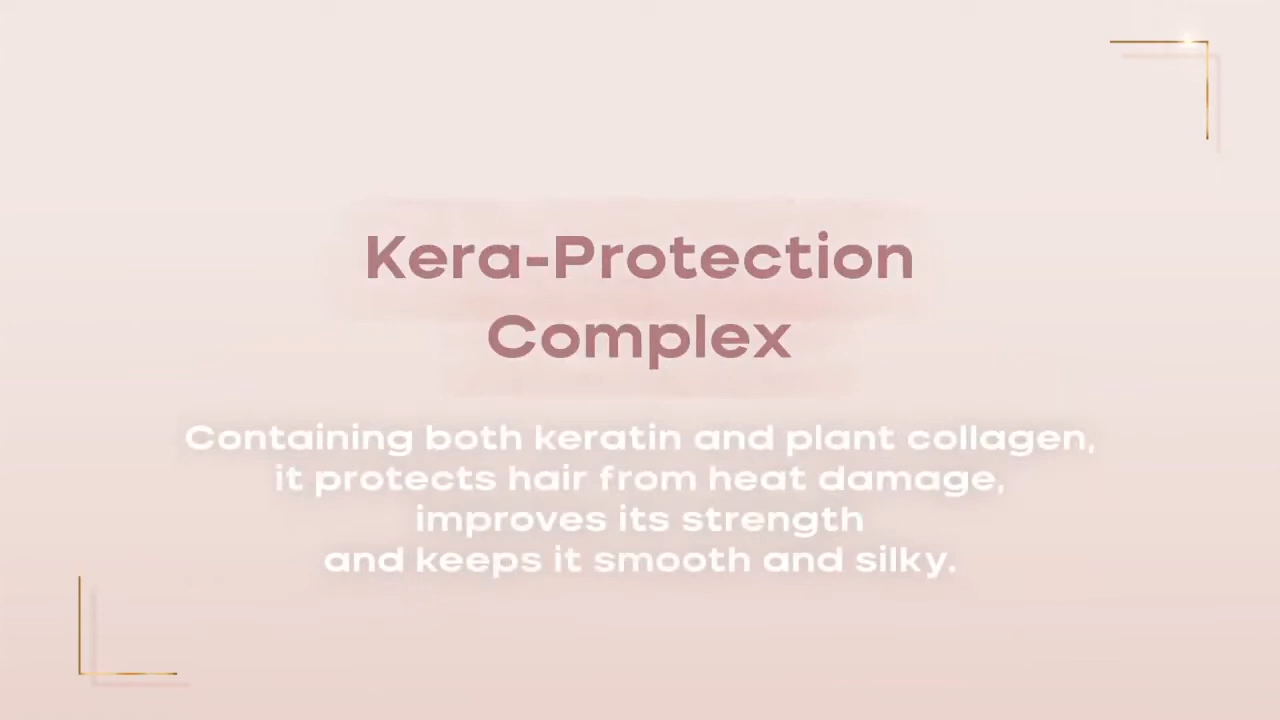 Kera-Protection
Complex
Containing both keratin and plant collagen,
it protects hair from heat damage,
improves its strength
and keeps it smooth and silky.